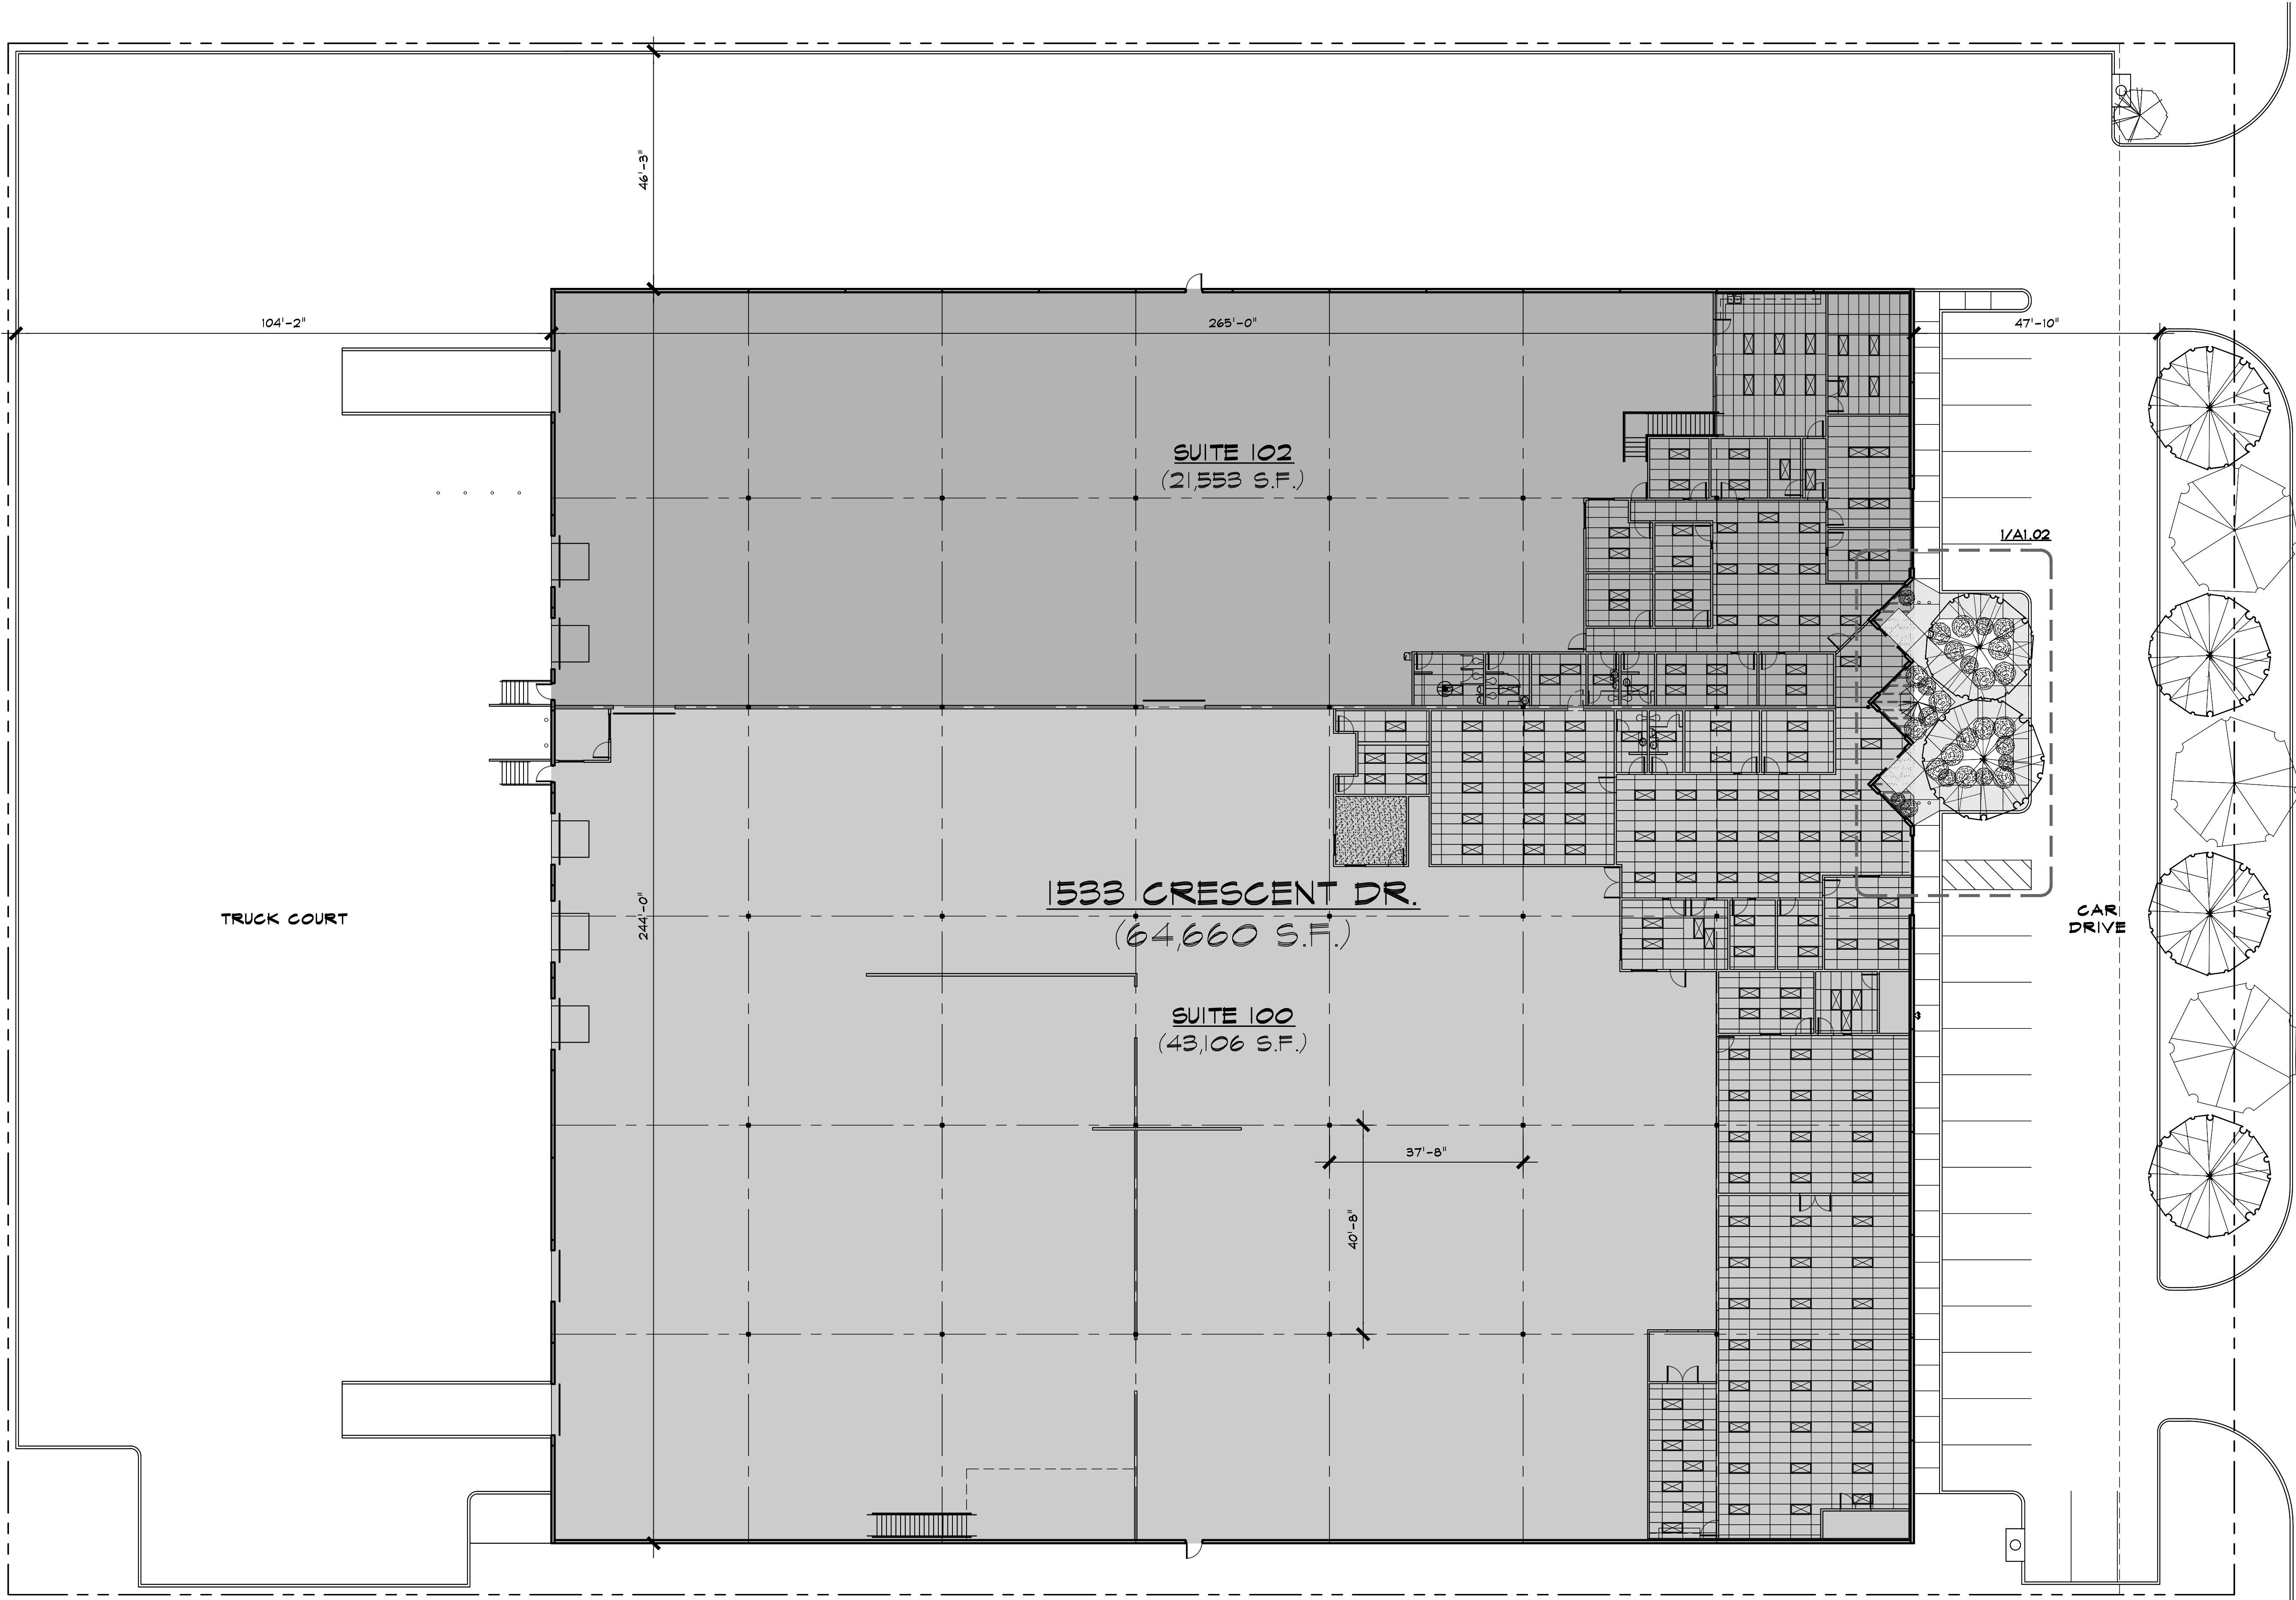 46'-3"
104'-2"
265'-0"
47'-10"
SUITE 102
(21,553 S.F.)
1/A1.02
1533 CRESCENT DR.
(64,660 S.F.)
244'-0"
TRUCK COURT
CAR
DRIVE
SUITE 100
(43,106 S.F.)
37'-8"
40'-8"